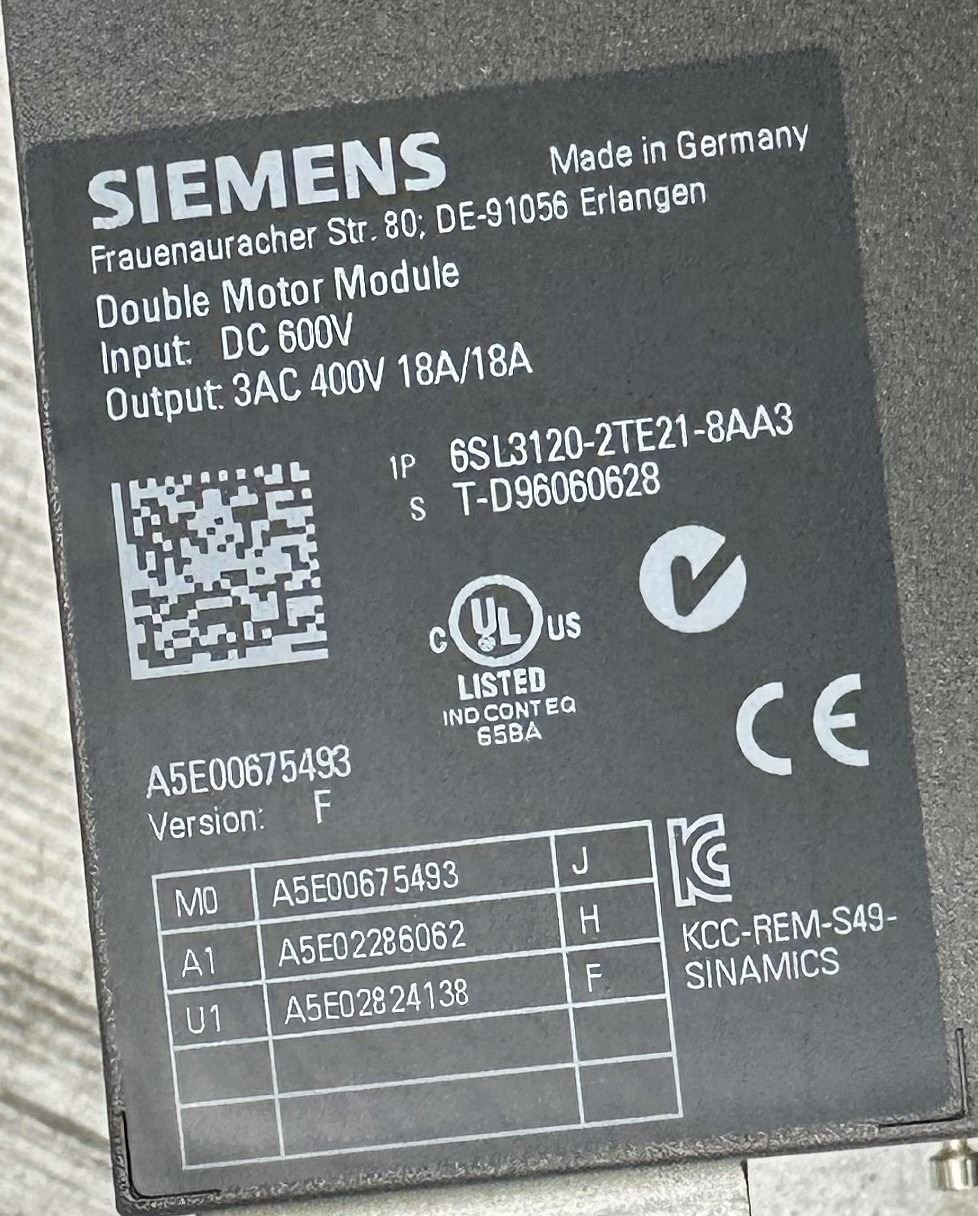 SIEMENS Made in Germany
Frauenauracher Str. 80; DE-91056 Erlangen
Double Motor Module
Input: DC 600V
Output: 3AC 400V 18A/18A
1P 6SL3120-2TE21-8AA3
S T-D96060628
C UL US
LISTED
IND CONT EQ
65BA
CE
A5E00675493
Version: F
M0 A5E00675493 J
A1 A5E02286062 H
U1 A5E02824138 F
KCC-REM-S49-
SINAMICS